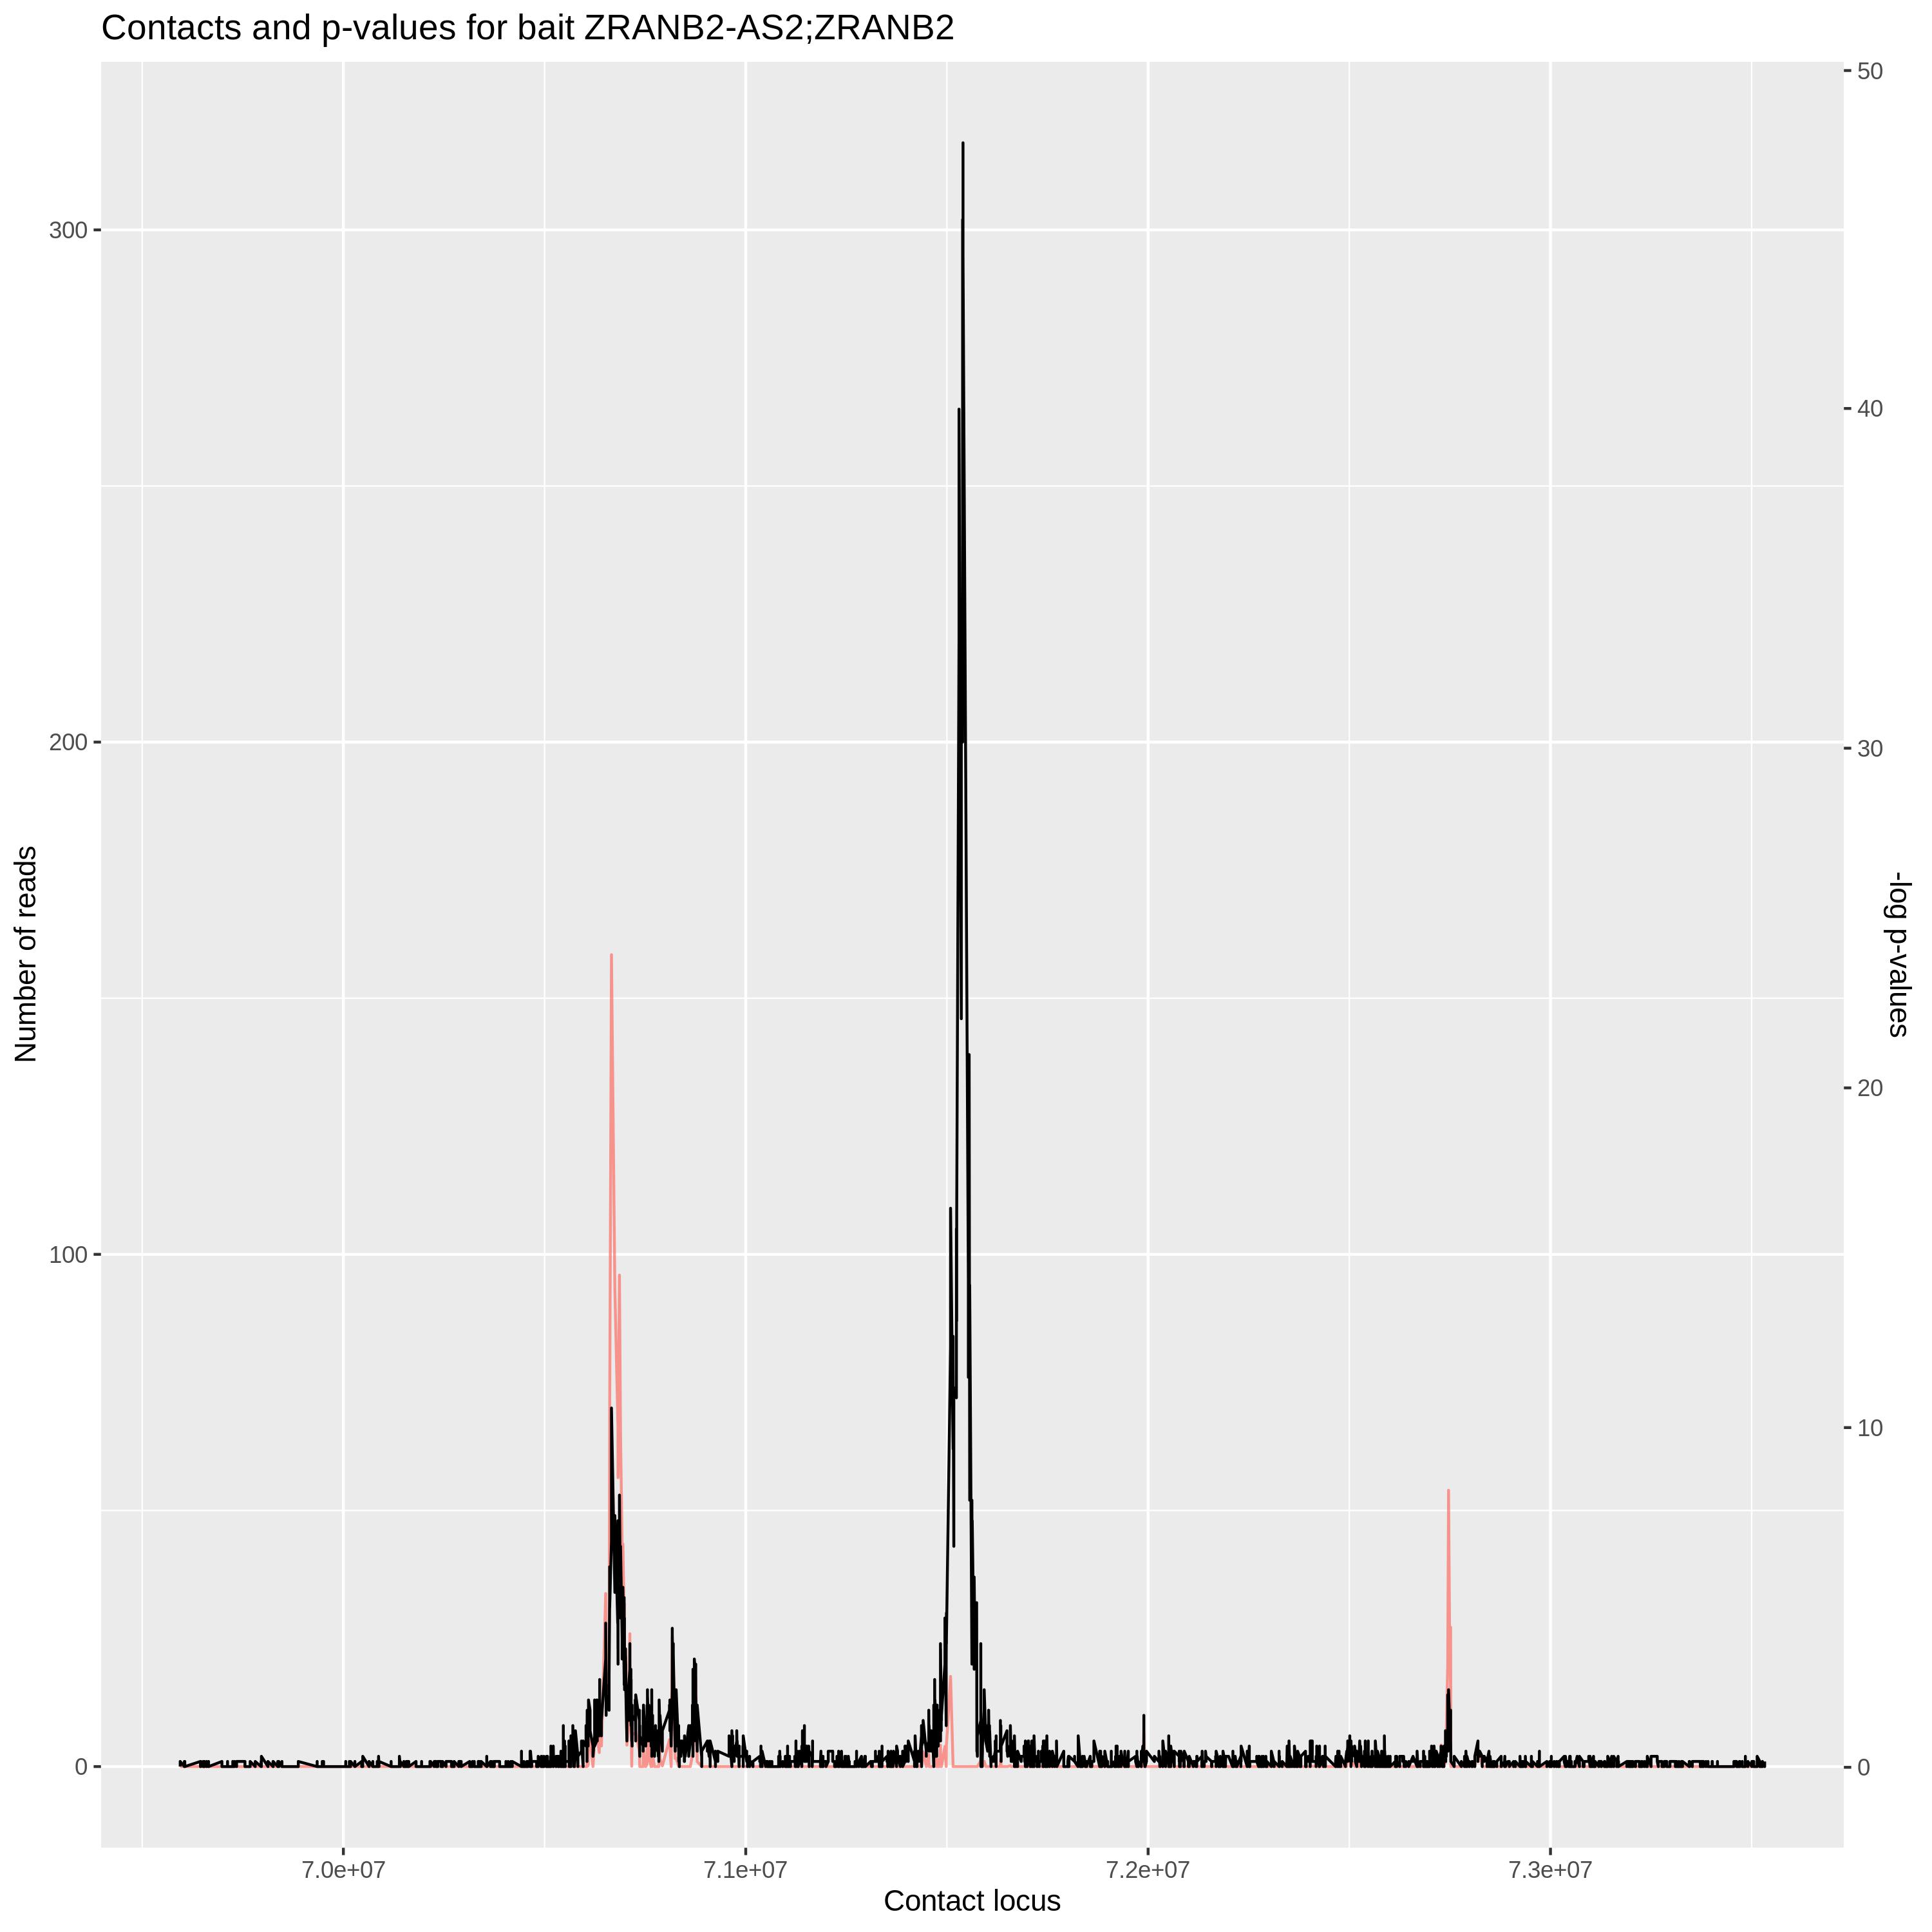 Contacts and p-values for bait ZRANB2-AS2;ZRANB2
Number of reads
300
200
100
0
50
40
30
20
10
0
-log p-values
7.0e+07
7.1e+07
7.2e+07
7.3e+07
Contact locus